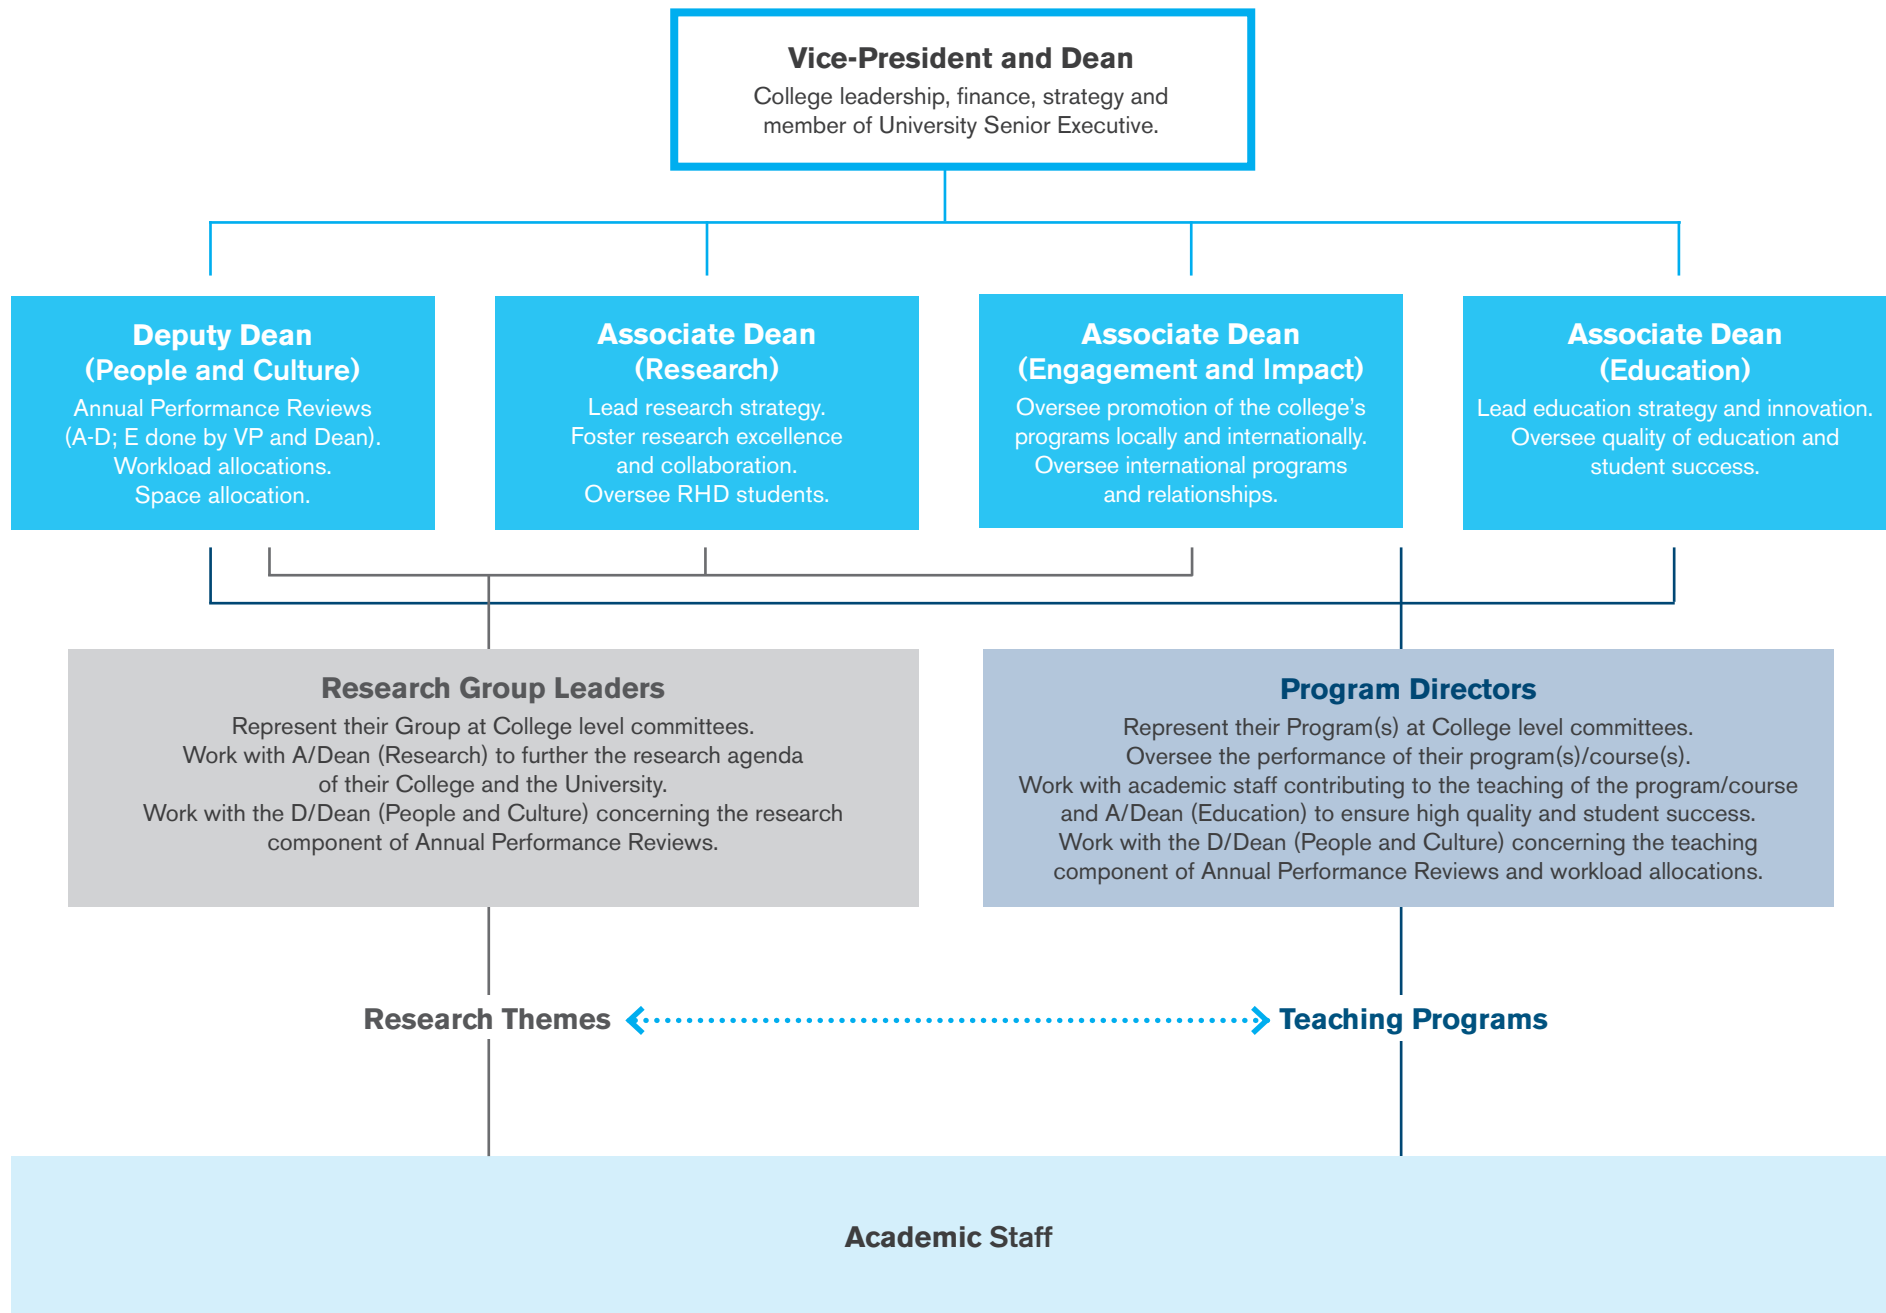 Vice-President and Dean
College leadership, finance, strategy and
member of University Senior Executive.
Deputy Dean
(People and Culture)
Annual Performance Reviews
(A-D; E done by VP and Dean).
Workload allocations.
Space allocation.
Associate Dean
(Research)
Lead research strategy.
Foster research excellence
and collaboration.
Oversee RHD students.
Associate Dean
(Engagement and Impact)
Oversee promotion of the college's
programs locally and internationally.
Oversee international programs
and relationships.
Associate Dean
(Education)
Lead education strategy and innovation.
Oversee quality of education and
student success.
Research Group Leaders
Represent their Group at College level committees.
Work with A/Dean (Research) to further the research agenda
of their College and the University.
Work with the D/Dean (People and Culture) concerning the research
component of Annual Performance Reviews.
Program Directors
Represent their Program(s) at College level committees.
Oversee the performance of their program(s)/course(s).
Work with academic staff contributing to the teaching of the program/course
and A/Dean (Education) to ensure high quality and student success.
Work with the D/Dean (People and Culture) concerning the teaching
component of Annual Performance Reviews and workload allocations.
Research Themes
Teaching Programs
Academic Staff